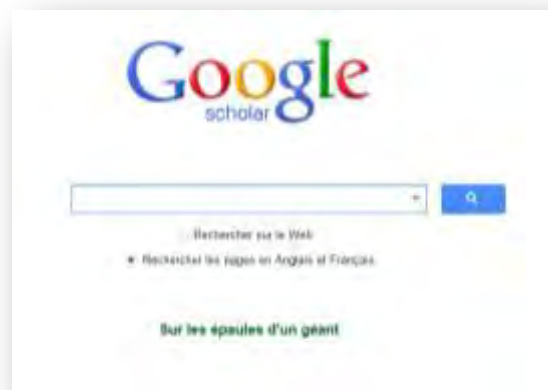 Google
scholar
Rechercher sur le Web
Rechercher les pages en Anglais et Français
Sur les épaules d'un géant